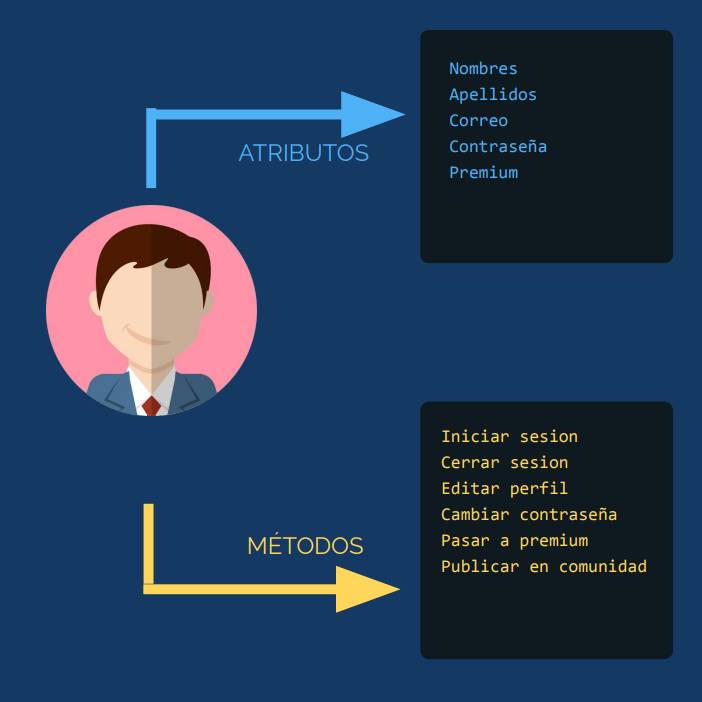 ATRIBUTOS
Nombres
Apellidos
Correo
Contraseña
Premium
MÉTODOS
Iniciar sesion
Cerrar sesion
Editar perfil
Cambiar contraseña
Pasar a premium
Publicar en comunidad